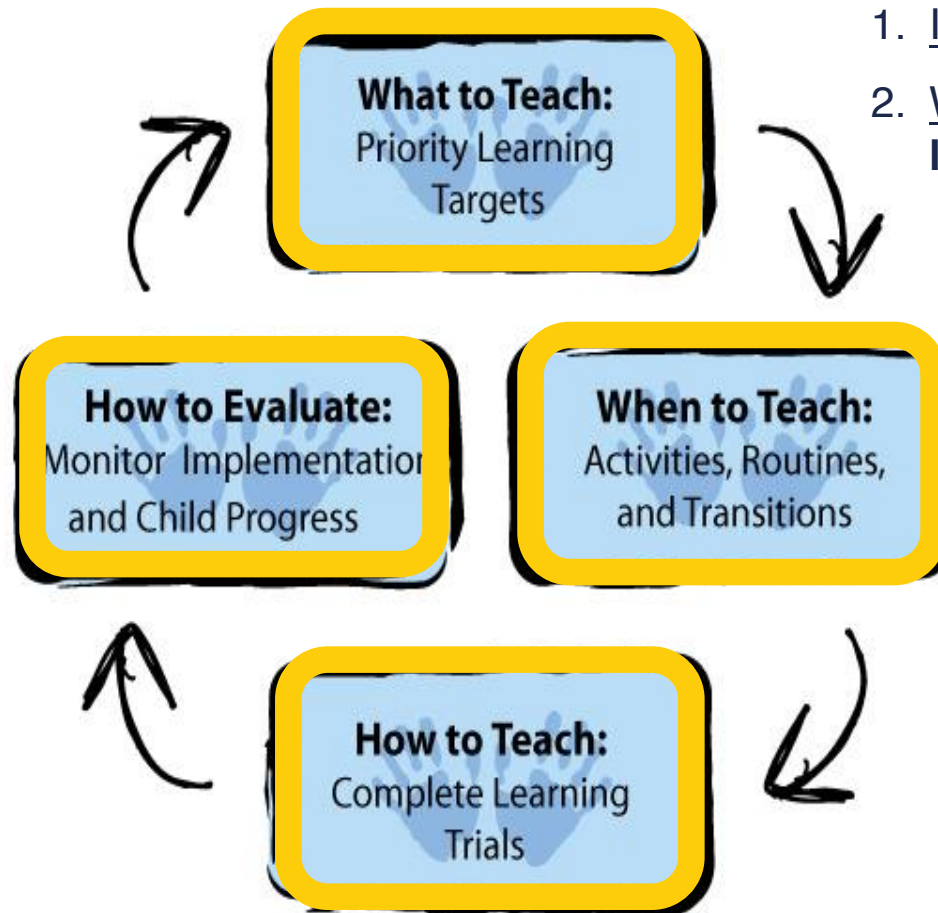 1.
2.
What to Teach:
Priority Learning
Targets
When to Teach:
Activities, Routines,
and Transitions
How to Teach:
Complete Learning
Trials
How to Evaluate:
Monitor Implementation
and Child Progress